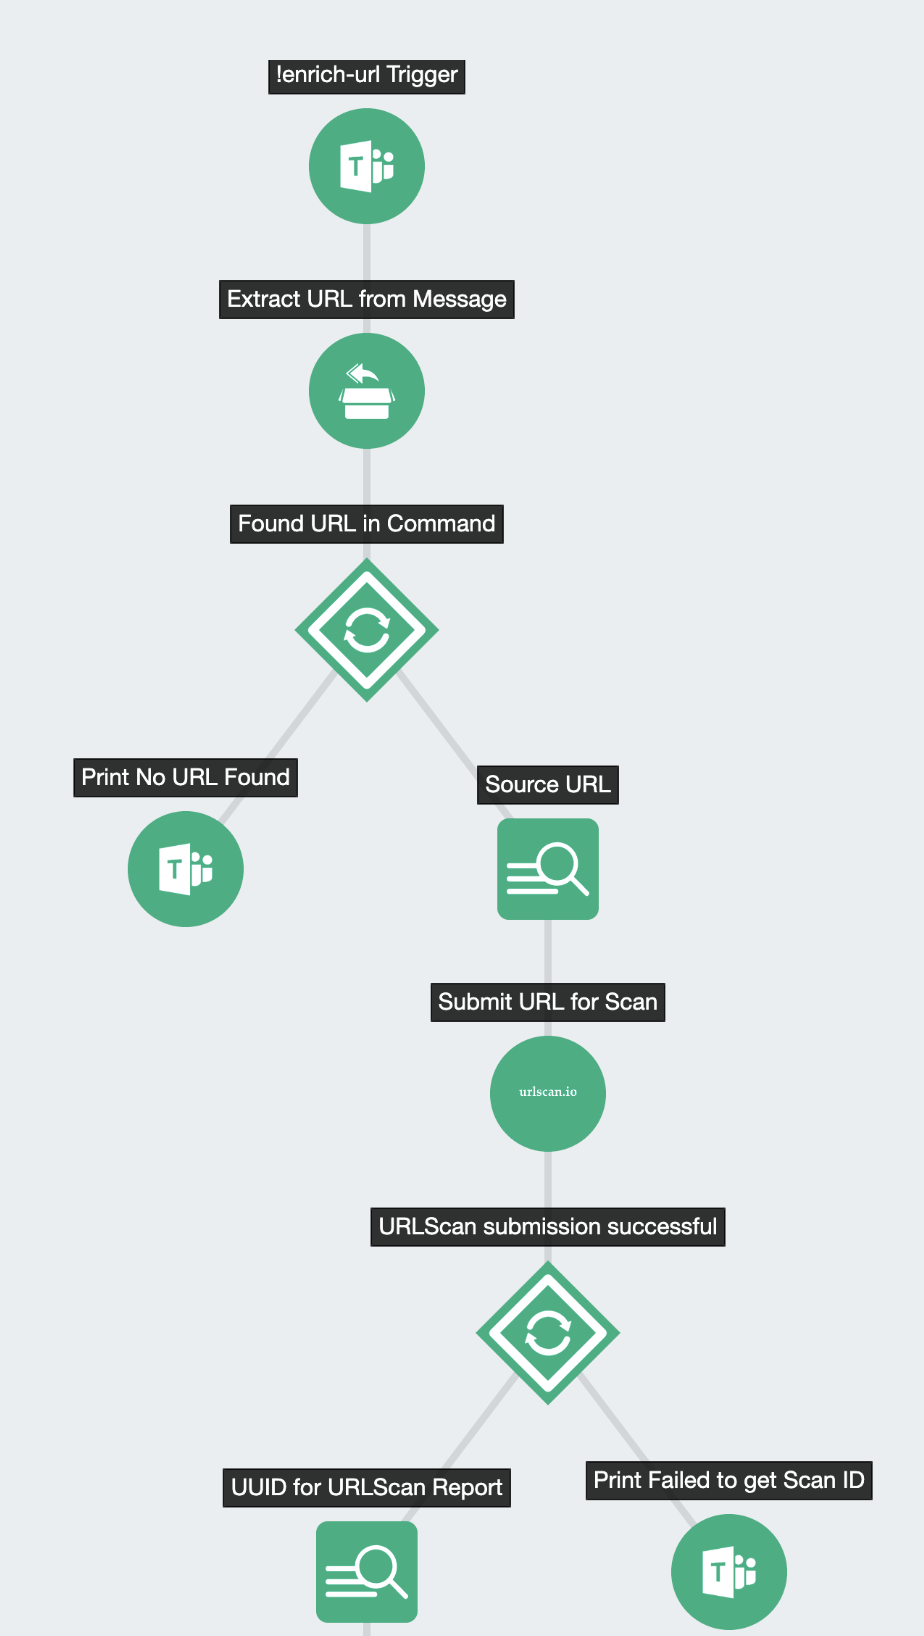 !enrich-url Trigger
T
Extract URL from Message
Found URL in Command
Print No URL Found
Source URL
T
Submit URL for Scan
urlscan.io
URLScan submission successful
UUID for URLScan Report
Print Failed to get Scan ID
T